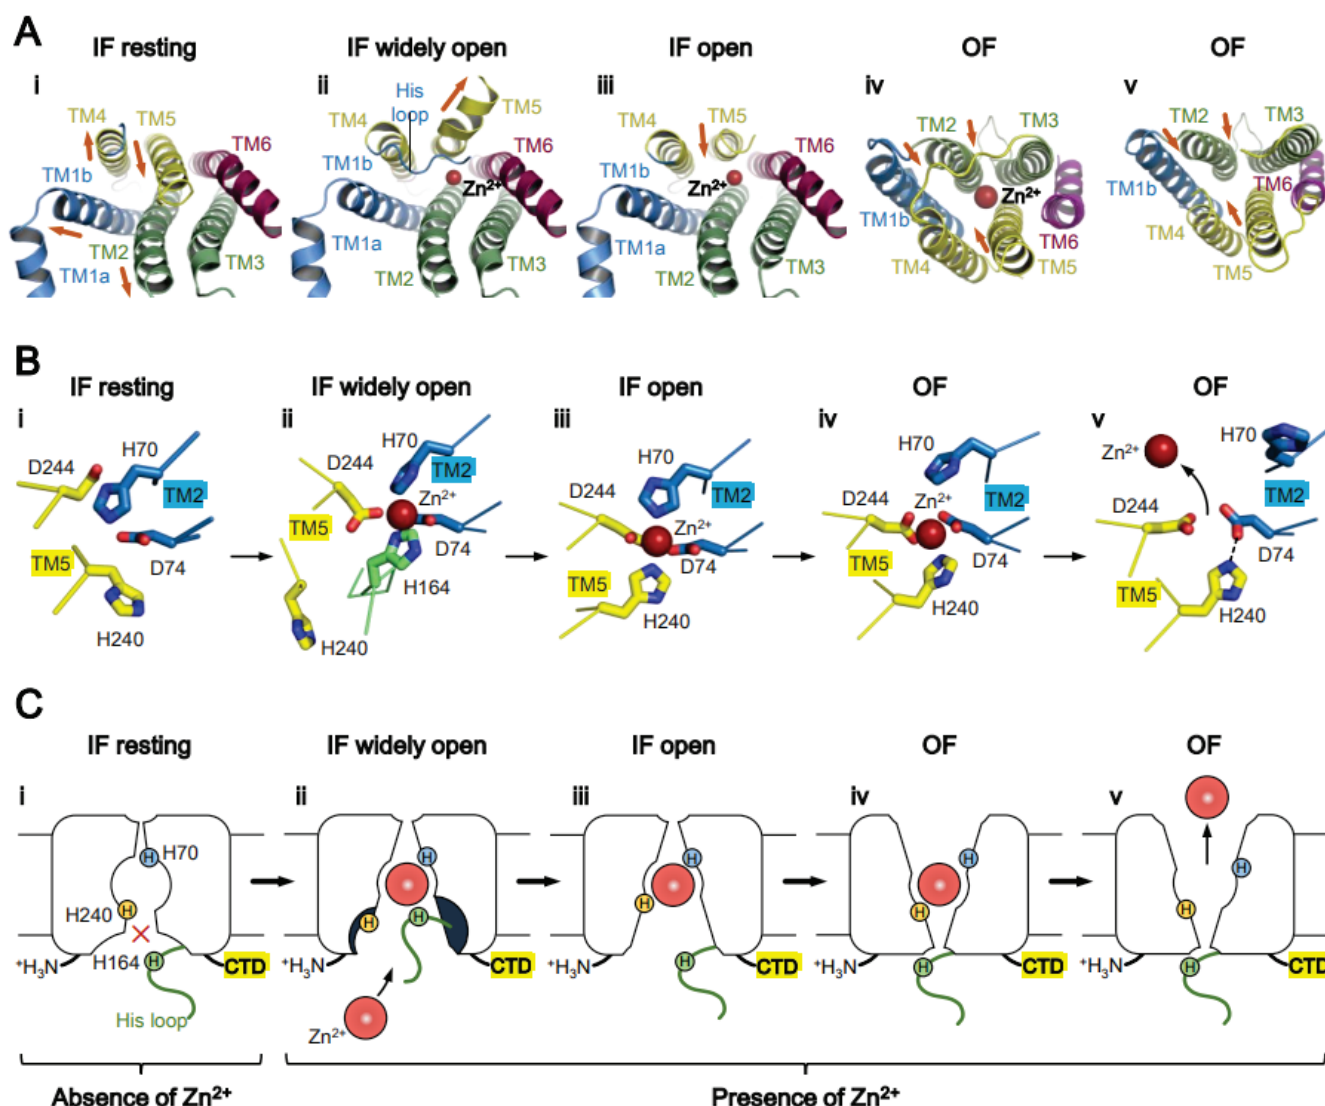 A
IF resting
IF widely open
IF open
OF
OF
i
ii
iii
iv
v
TM4
TM5
TM6
TM1b
TM2
TM1a
TM3
His
loop
TM4
TM5
TM1b
TM6
Zn²⁺
TM1a
TM2
TM3
TM4
TM5
TM6
TM1b
Zn²⁺
TM1a
TM2
TM3
TM2
TM3
Zn²⁺
TM1b
TM6
TM4
TM5
TM2
TM3
TM1b
TM6
TM4
TM5
B
IF resting
IF widely open
IF open
OF
OF
i
ii
iii
iv
v
H70
D244
TM2
TM5
D74
H240
H70
D244
TM2
Zn²⁺
TM5
D74
H164
H240
H70
D244
TM2
Zn²⁺
TM5
D74
H240
H70
D244
Zn²⁺
TM2
TM5
D74
H240
Zn²⁺
H70
D244
TM2
D74
TM5
H240
C
IF resting
IF widely open
IF open
OF
OF
i
ii
iii
iv
v
H H70
H240 H
⁺H₃N H164 H CTD
His loop
H
H H
⁺H₃N CTD
Zn²⁺
H
H
⁺H₃N H CTD
H
H
⁺H₃N H CTD
H
H
⁺H₃N H CTD
Absence of Zn²⁺
Presence of Zn²⁺